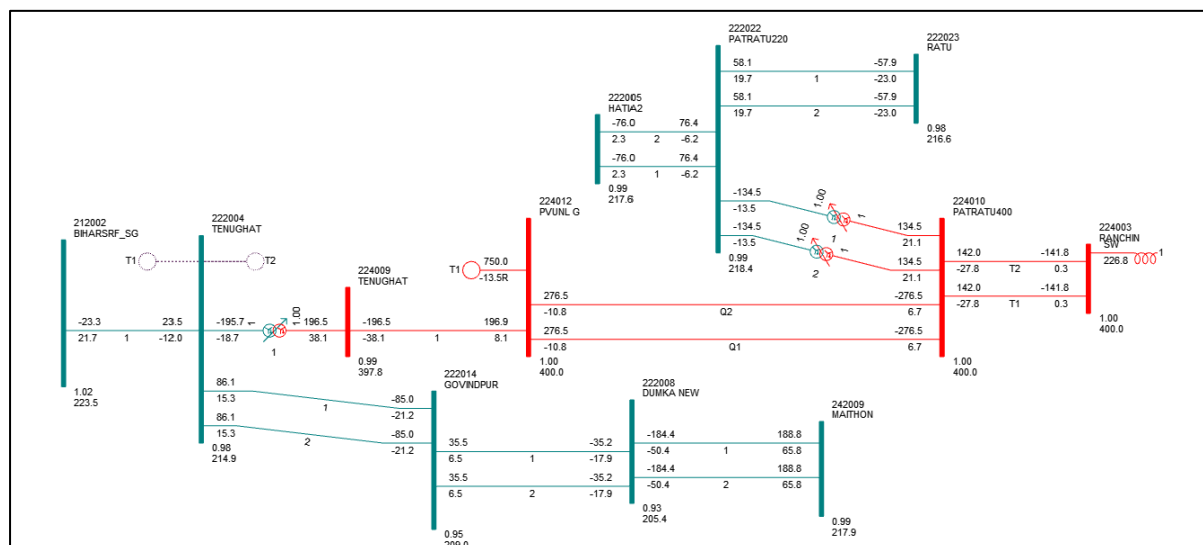 222022
PATRATU220
222023
RATU
58.1 -57.9
19.7 1 -23.0
58.1 -57.9
19.7 2 -23.0
0.98
216.6
222005
HATIA2
-76.0 76.4
2.3 2 -6.2
-76.0 76.4
2.3 1 -6.2
0.99
217.6
-134.5 1.00 1 134.5
-13.5 1 21.1
-134.5 1.00 1 134.5
-13.5 2 21.1
0.99
218.4
224010
PATRATU400
224003
RANCHIN
SW
226.8 1
142.0 -141.8
-27.8 T2 0.3
142.0 -141.8
-27.8 T1 0.3
1.00
400.0
1.00
400.0
212002
BIHARSRF_SG
222004
TENUGHAT
T1 T2
224009
TENUGHAT
224012
PVUNL G
T1 750.0
-13.5R
-23.3 23.5
21.7 1 -12.0
-195.7 1 1.00 196.5
-18.7 1 38.1
-196.5 196.9
-38.1 1 8.1
276.5 -276.5
-10.8 Q2 6.7
276.5 -276.5
-10.8 Q1 6.7
0.99
397.8
1.00
400.0
1.02
223.5
86.1 -85.0
15.3 1 -21.2
86.1 -85.0
15.3 2 -21.2
0.98
214.9
222014
GOVINDPUR
222008
DUMKA NEW
242009
MAITHON
35.5 -35.2
6.5 1 -17.9
35.5 -35.2
6.5 2 -17.9
-184.4 188.8
-50.4 1 65.8
-184.4 188.8
-50.4 2 65.8
0.93
205.4
0.99
217.9
0.95
209.0